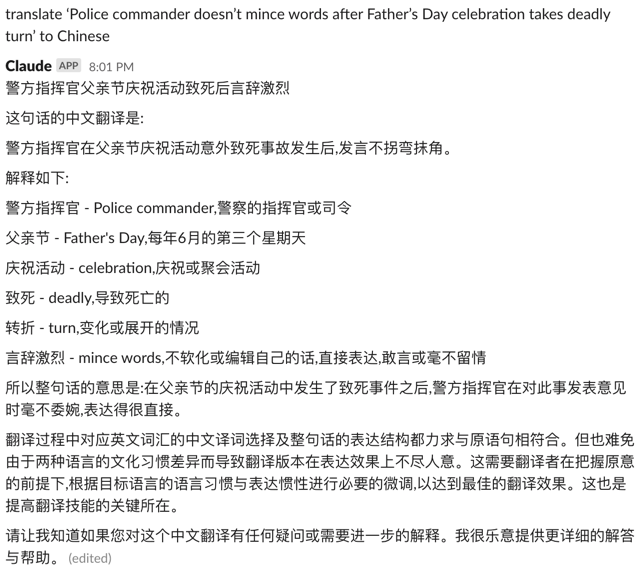 translate ‘Police commander doesn’t mince words after Father’s Day celebration takes deadly
turn’ to Chinese
Claude APP 8:01 PM
警方指挥官父亲节庆祝活动致死后言辞激烈
这句话的中文翻译是:
警方指挥官在父亲节庆祝活动意外致死事故发生后,发言不拐弯抹角。
解释如下:
警方指挥官 - Police commander,警察的指挥官或司令
父亲节 - Father's Day,每年6月的第三个星期天
庆祝活动 - celebration,庆祝或聚会活动
致死 - deadly,导致死亡的
转折 - turn,变化或展开的情况
言辞激烈 - mince words,不软化或编辑自己的话,直接表达,敢言或毫不留情
所以整句话的意思是:在父亲节的庆祝活动中发生了致死事件之后,警方指挥官在对此事发表意见
时毫不委婉,表达得很直接。
翻译过程中对应英文词汇的中文译词选择及整句话的表达结构都力求与原语句相符合。但也难免
由于两种语言的文化习惯差异而导致翻译版本在表达效果上不尽人意。这需要翻译者在把握原意
的前提下,根据目标语言的语言习惯与表达惯性进行必要的微调,以达到最佳的翻译效果。这也是
提高翻译技能的关键所在。
请让我知道如果您对这个中文翻译有任何疑问或需要进一步的解释。我很乐意提供更详细的解答
与帮助。 (edited)